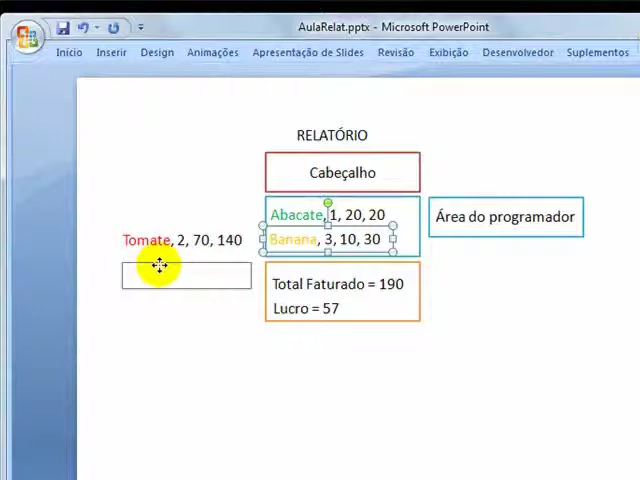 AulaRelat.pptx - Microsoft PowerPoint
Início Inserir Design Animações Apresentação de Slides Revisão Exibição Desenvolvedor Suplementos
RELATÓRIO
Cabeçalho
Abacate, 1, 20, 20
Área do programador
Tomate, 2, 70, 140
Banana, 3, 10, 30
Total Faturado = 190
Lucro = 57